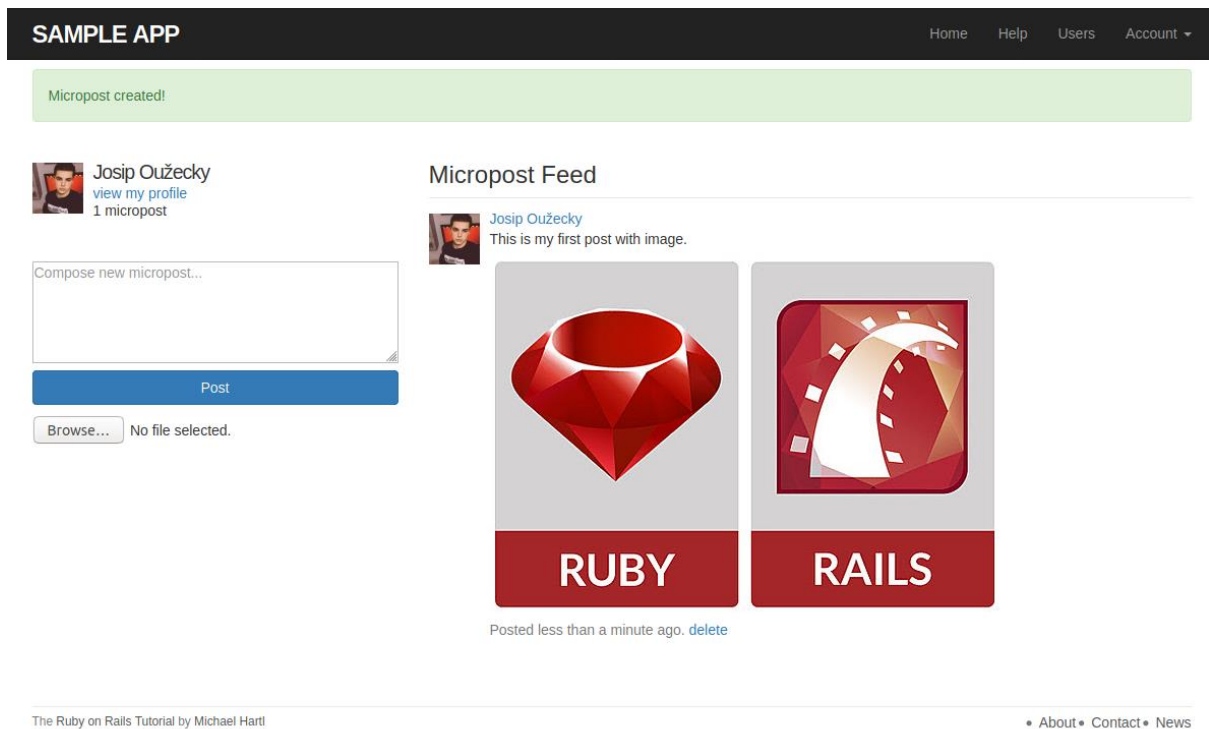 SAMPLE APP
Home Help Users Account
Micropost created!
Josip Oužecky
view my profile
1 micropost
Compose new micropost...
Post
Browse... No file selected.
Micropost Feed
Josip Oužecky
This is my first post with image.
RUBY RAILS
Posted less than a minute ago. delete
The Ruby on Rails Tutorial by Michael Hartl
• About • Contact • News